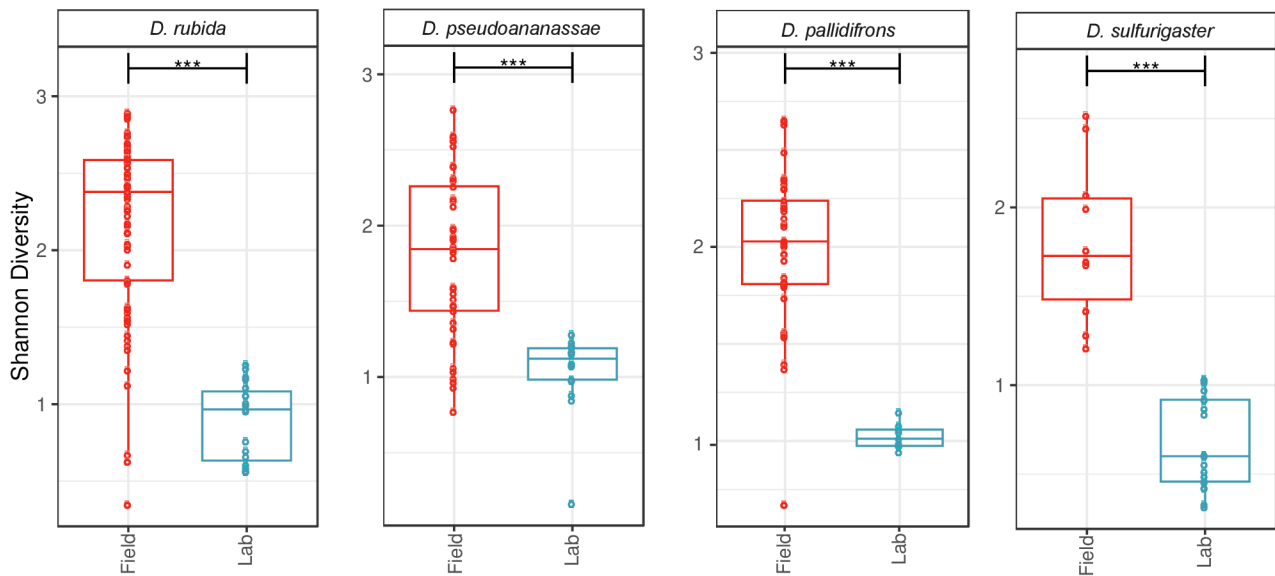 D. rubida
D. pseudoananassae
D. pallidifrons
D. sulfurigaster
***
***
***
***
Shannon Diversity
3
2
1
3
2
1
3
2
1
2
1
Field
Lab
Field
Lab
Field
Lab
Field
Lab